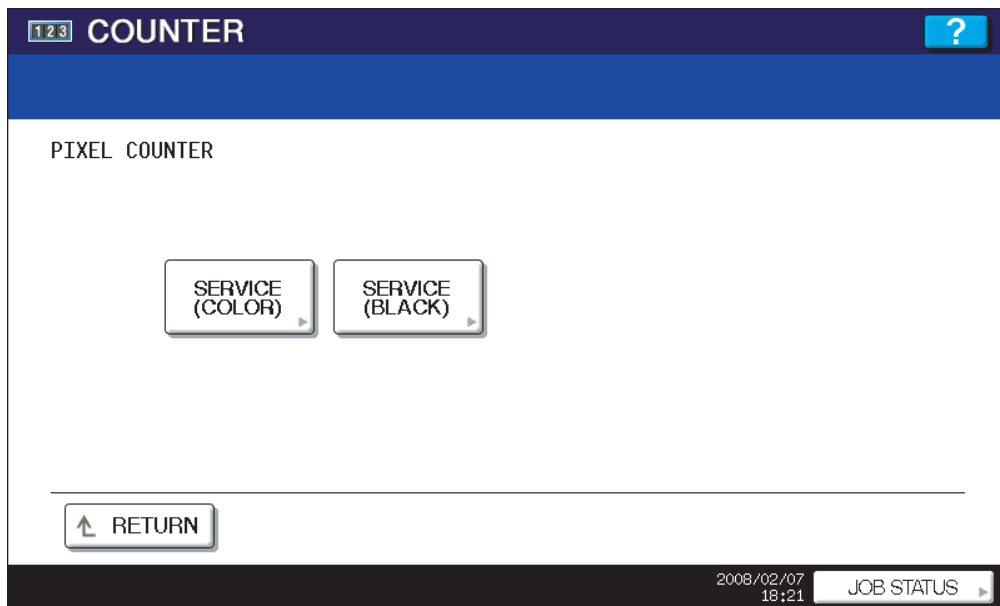 123 COUNTER
?
PIXEL COUNTER
SERVICE
(COLOR)
SERVICE
(BLACK)
RETURN
2008/02/07
18:21
JOB STATUS